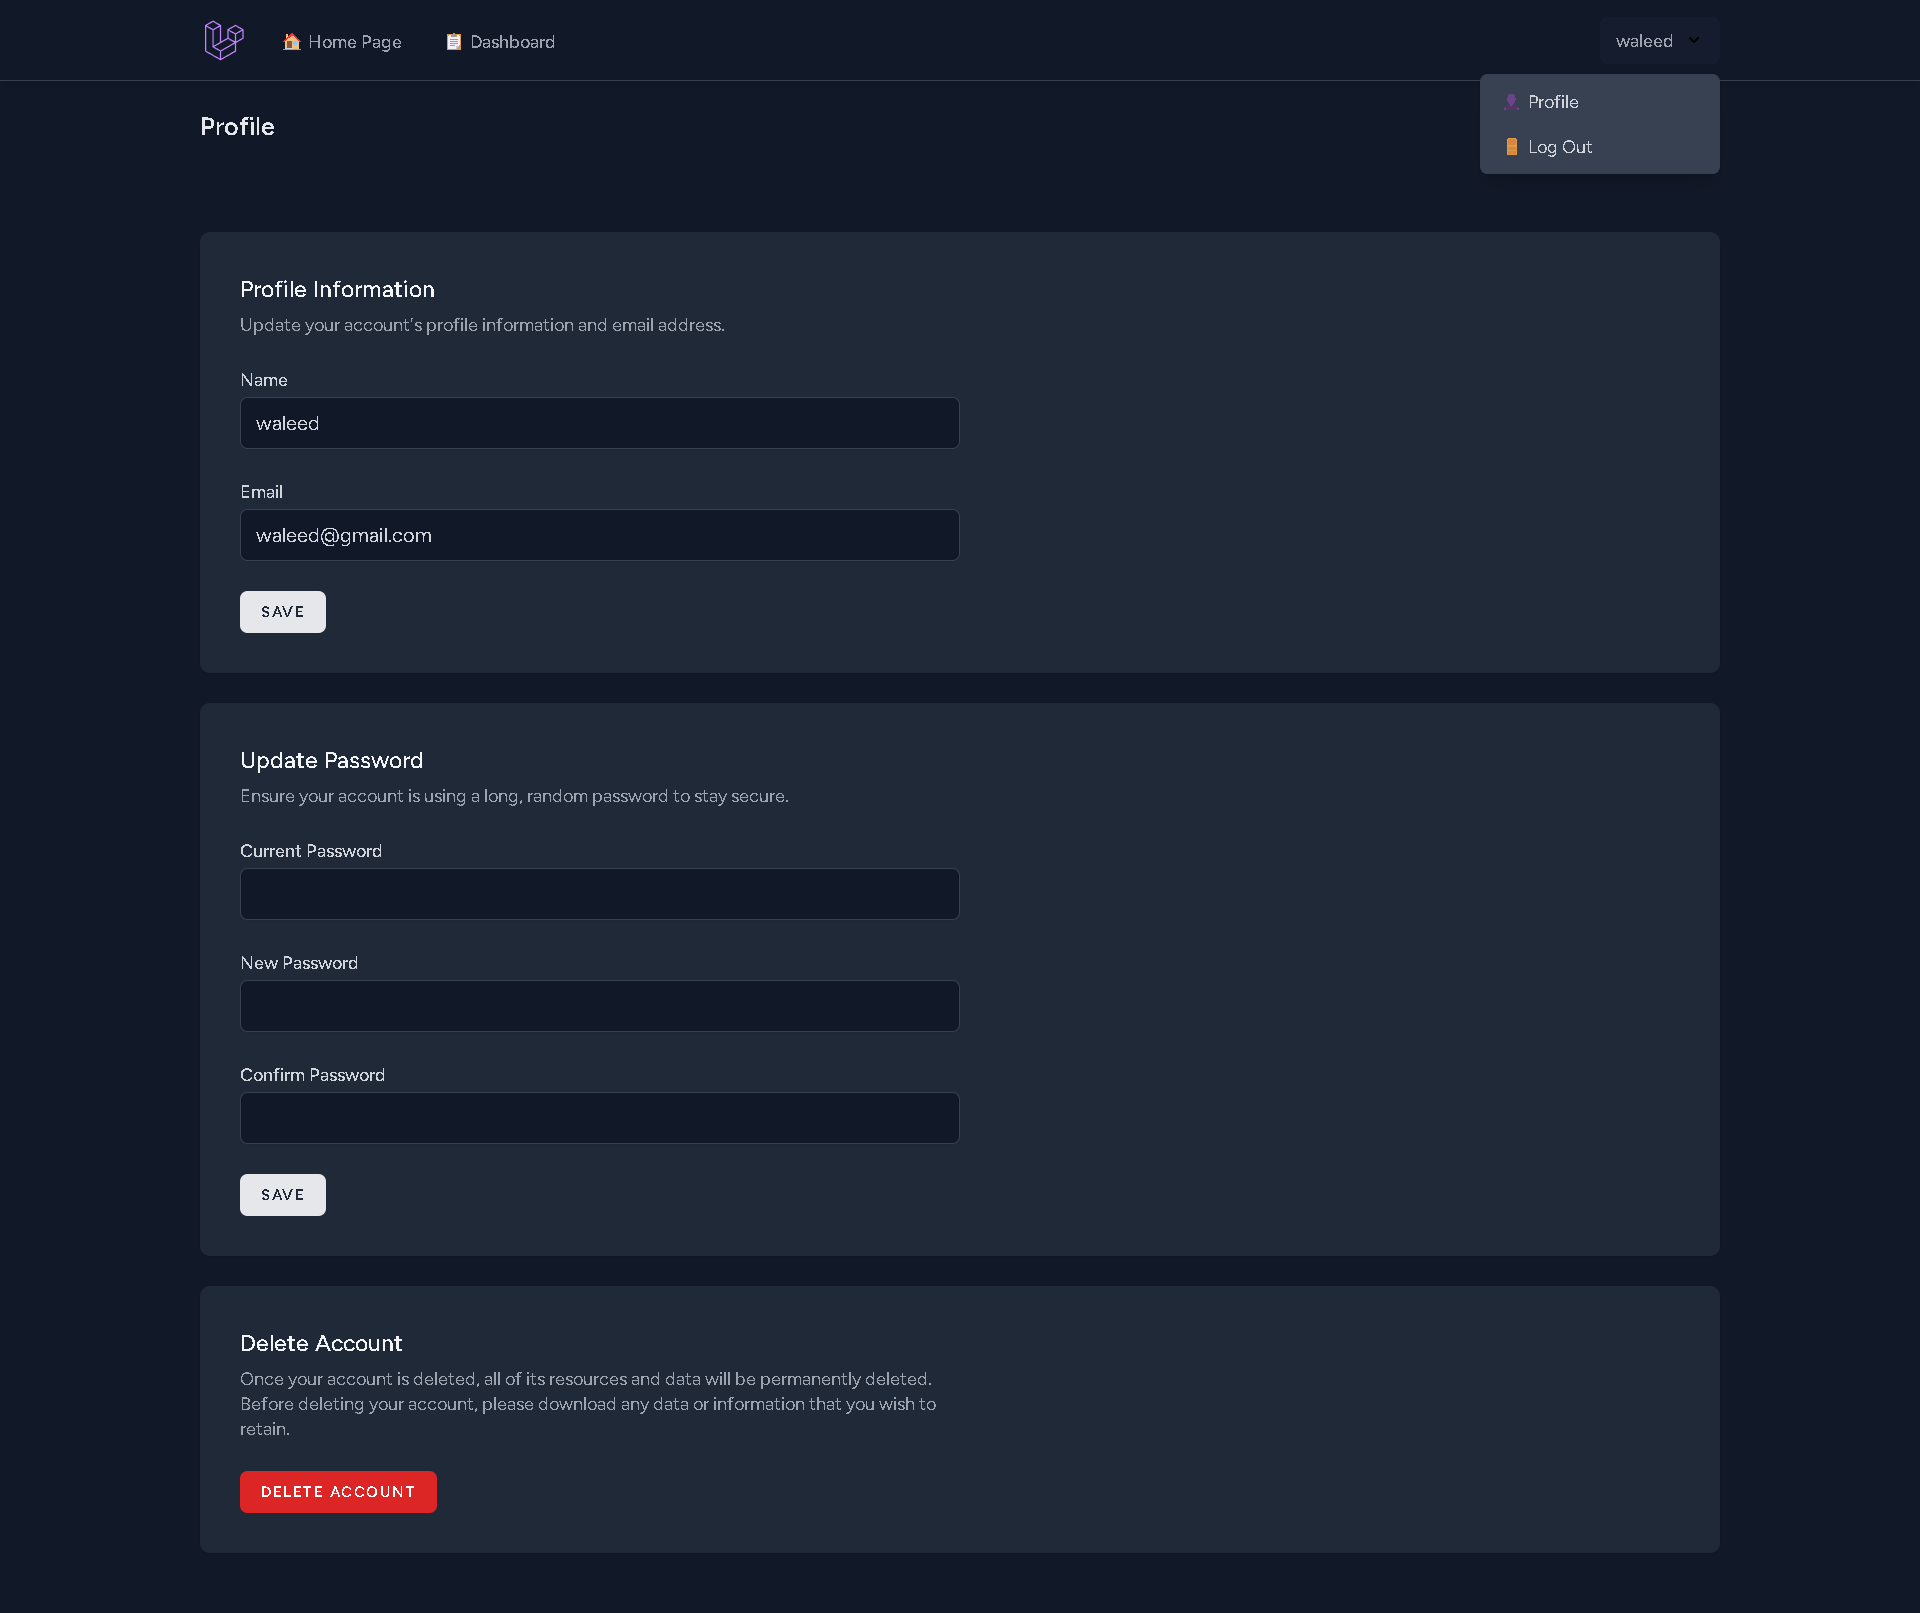 Home Page
Dashboard
waleed
Profile
Log Out
Profile
Profile Information
Update your account's profile information and email address.
Name
waleed
Email
waleed@gmail.com
SAVE
Update Password
Ensure your account is using a long, random password to stay secure.
Current Password
New Password
Confirm Password
SAVE
Delete Account
Once your account is deleted, all of its resources and data will be permanently deleted.
Before deleting your account, please download any data or information that you wish to
retain.
DELETE ACCOUNT